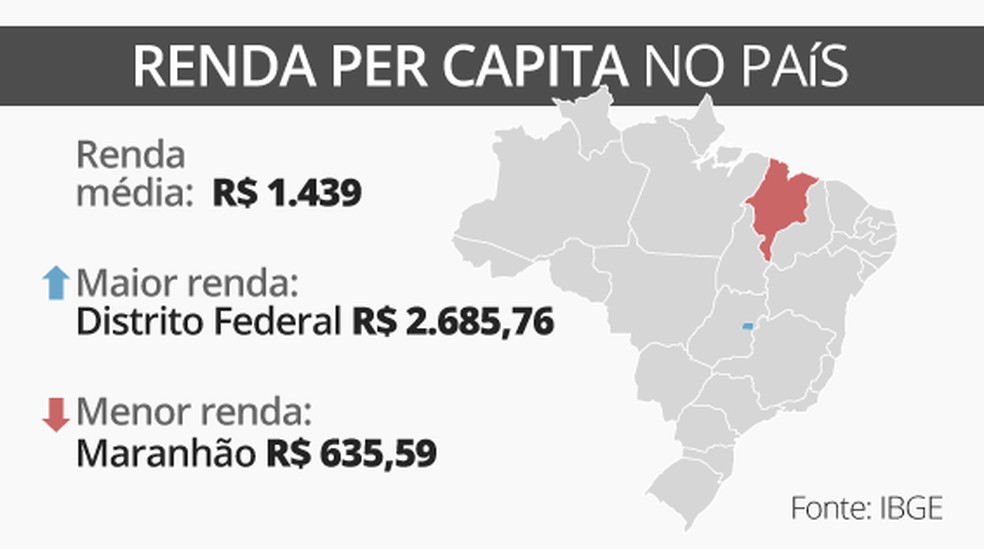 RENDA PER CAPITA NO PAíS
Renda
média: R$ 1.439
Maior renda:
Distrito Federal R$ 2.685,76
Menor renda:
Maranhão R$ 635,59
Fonte: IBGE